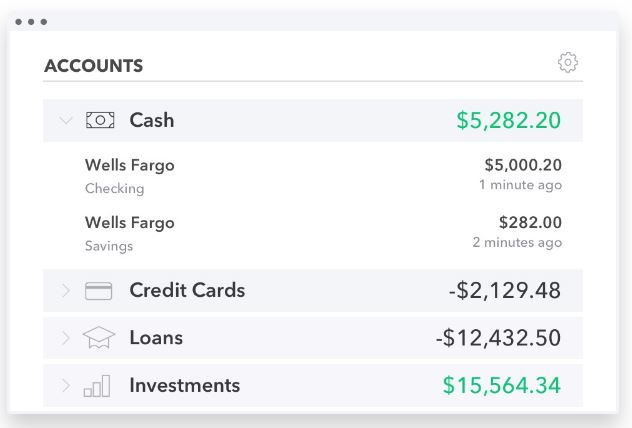 ACCOUNTS
Cash $5,282.20
Wells Fargo $5,000.20
Checking 1 minute ago
Wells Fargo $282.00
Savings 2 minutes ago
Credit Cards -$2,129.48
Loans -$12,432.50
Investments $15,564.34